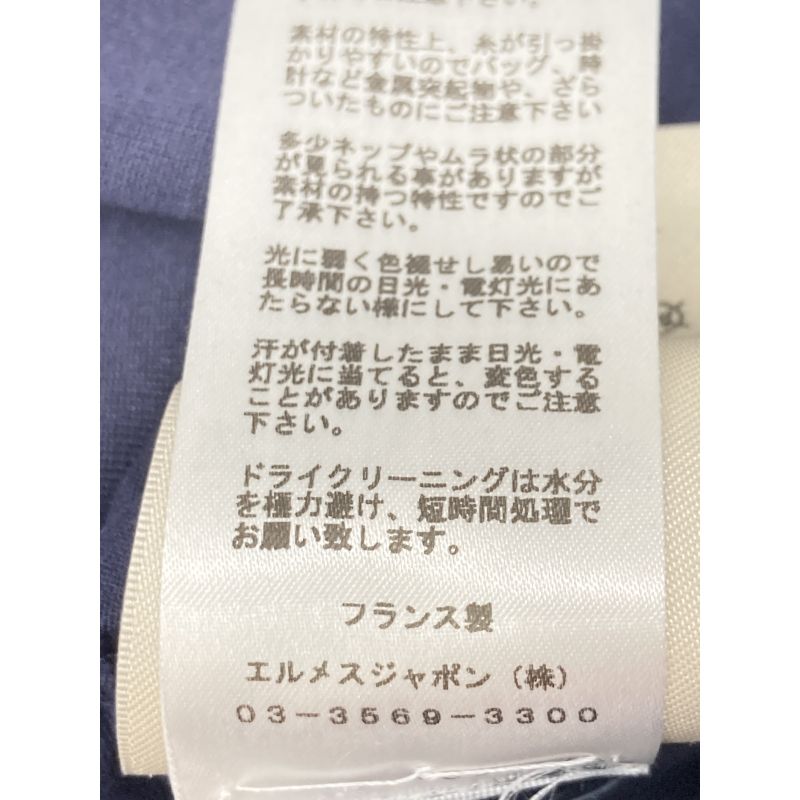 注意下さい。
素材の特性上、糸が引っ掛
かりやすいのでバッグ、時
計など金属突起物や、ざら
ついたものにご注意下さい
多少ネップやムラ状の部分
が見られる事がありますが
素材の持つ特性ですのでご
了承下さい。
光に弱く色褪せし易いので
長時間の日光・電灯光にあ
たらない様にして下さい。
汗が付着したまま日光・電
灯光に当てると、変色する
ことがありますのでご注意
下さい。
ドライクリーニングは水分
を極力避け、短時間処理で
お願い致します。
フランス製
エルメスジャポン（株）
０３－３５６９－３３００